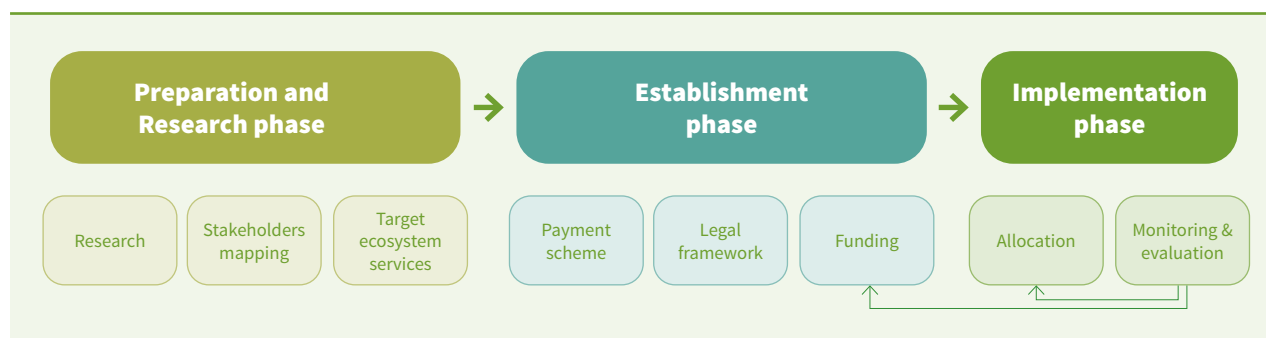 Preparation and
Research phase
Establishment
phase
Implementation
phase
Research
Stakeholders
mapping
Target
ecosystem
services
Payment
scheme
Legal
framework
Funding
Allocation
Monitoring &
evaluation